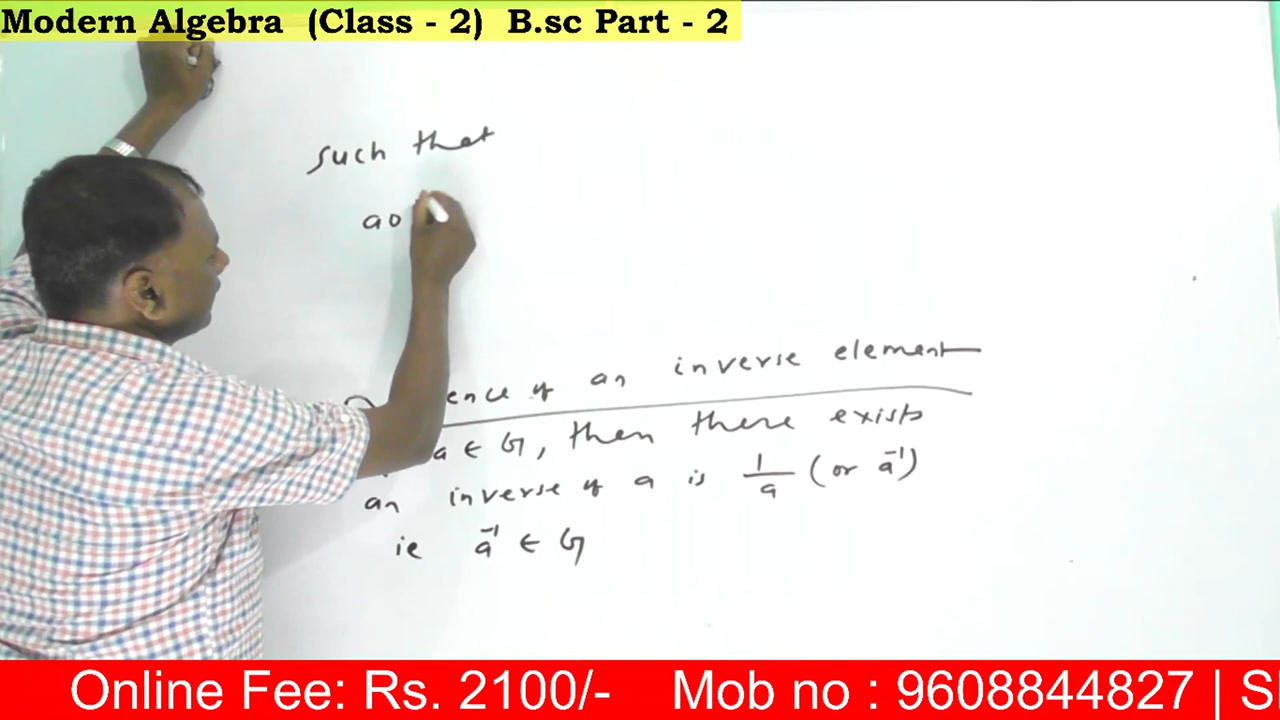 Modern Algebra (Class - 2) B.sc Part - 2
such that
a o
ence of an inverse element
a ∈ G, then there exists
an inverse of a is 1/a (or a⁻¹)
ie a⁻¹ ∈ G
Online Fee: Rs. 2100/- Mob no : 9608844827 | S